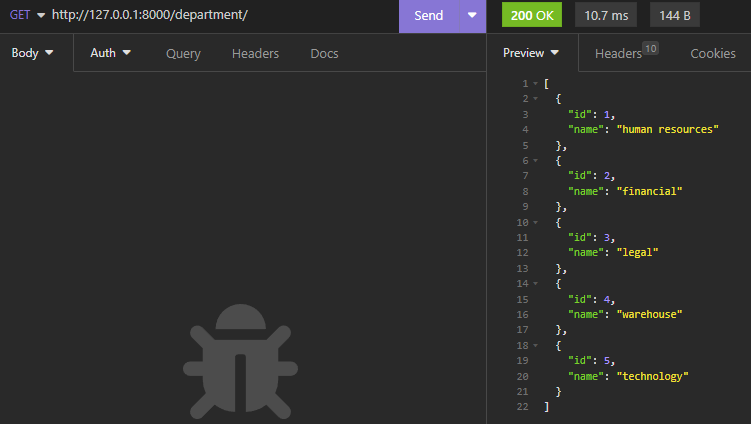 GET http://127.0.0.1:8000/department/ Send 200 OK 10.7 ms 144 B
Body Auth Query Headers Docs Preview Headers 10 Cookies
1 [
2 {
3 "id": 1,
4 "name": "human resources"
5 },
6 {
7 "id": 2,
8 "name": "financial"
9 },
10 {
11 "id": 3,
12 "name": "legal"
13 },
14 {
15 "id": 4,
16 "name": "warehouse"
17 },
18 {
19 "id": 5,
20 "name": "technology"
21 }
22 ]